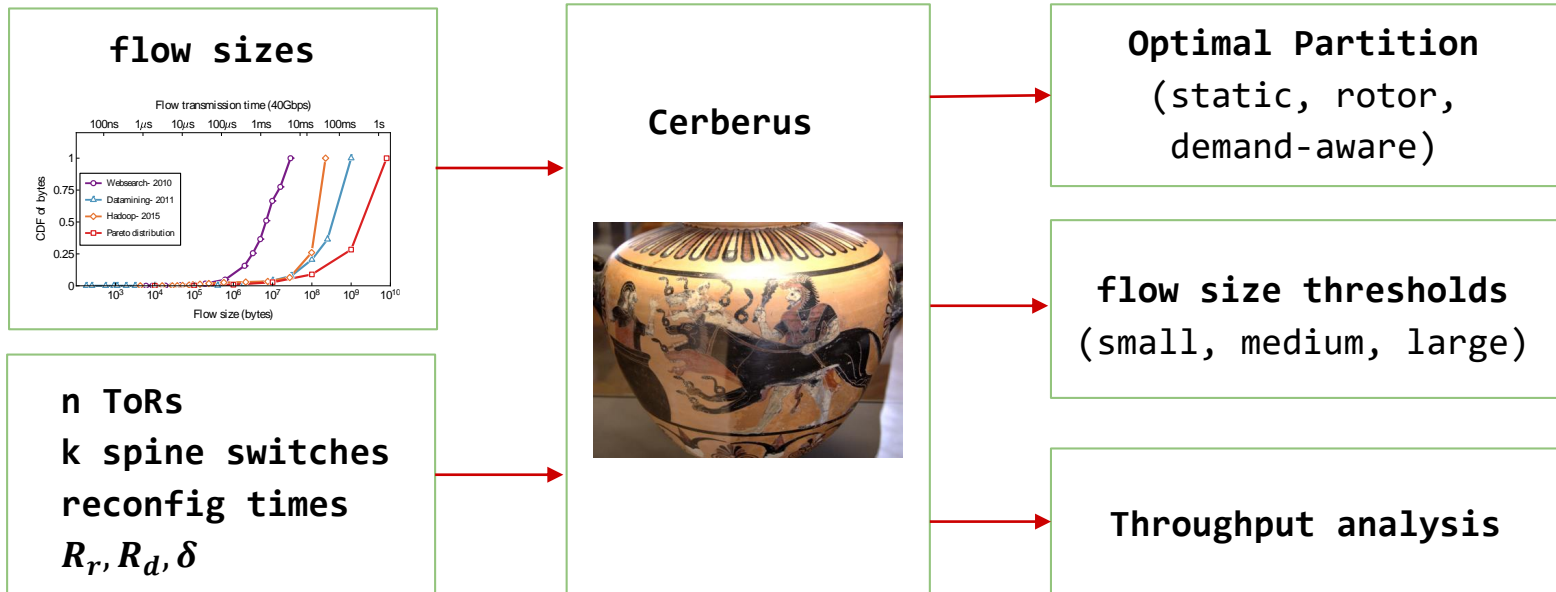 flow sizes
Flow transmission time (40Gbps)
100ns 1μs 10μs 100μs 1ms 10ms 100ms 1s
CDF of bytes
1
0.75
0.5
0.25
0
Websearch- 2010
Datamining- 2011
Hadoop- 2015
Pareto distribution
10³ 10⁴ 10⁵ 10⁶ 10⁷ 10⁸ 10⁹ 10¹⁰
Flow size (bytes)
n ToRs
k spine switches
reconfig times
R_r, R_d, δ
Cerberus
Optimal Partition
(static, rotor,
demand-aware)
flow size thresholds
(small, medium, large)
Throughput analysis